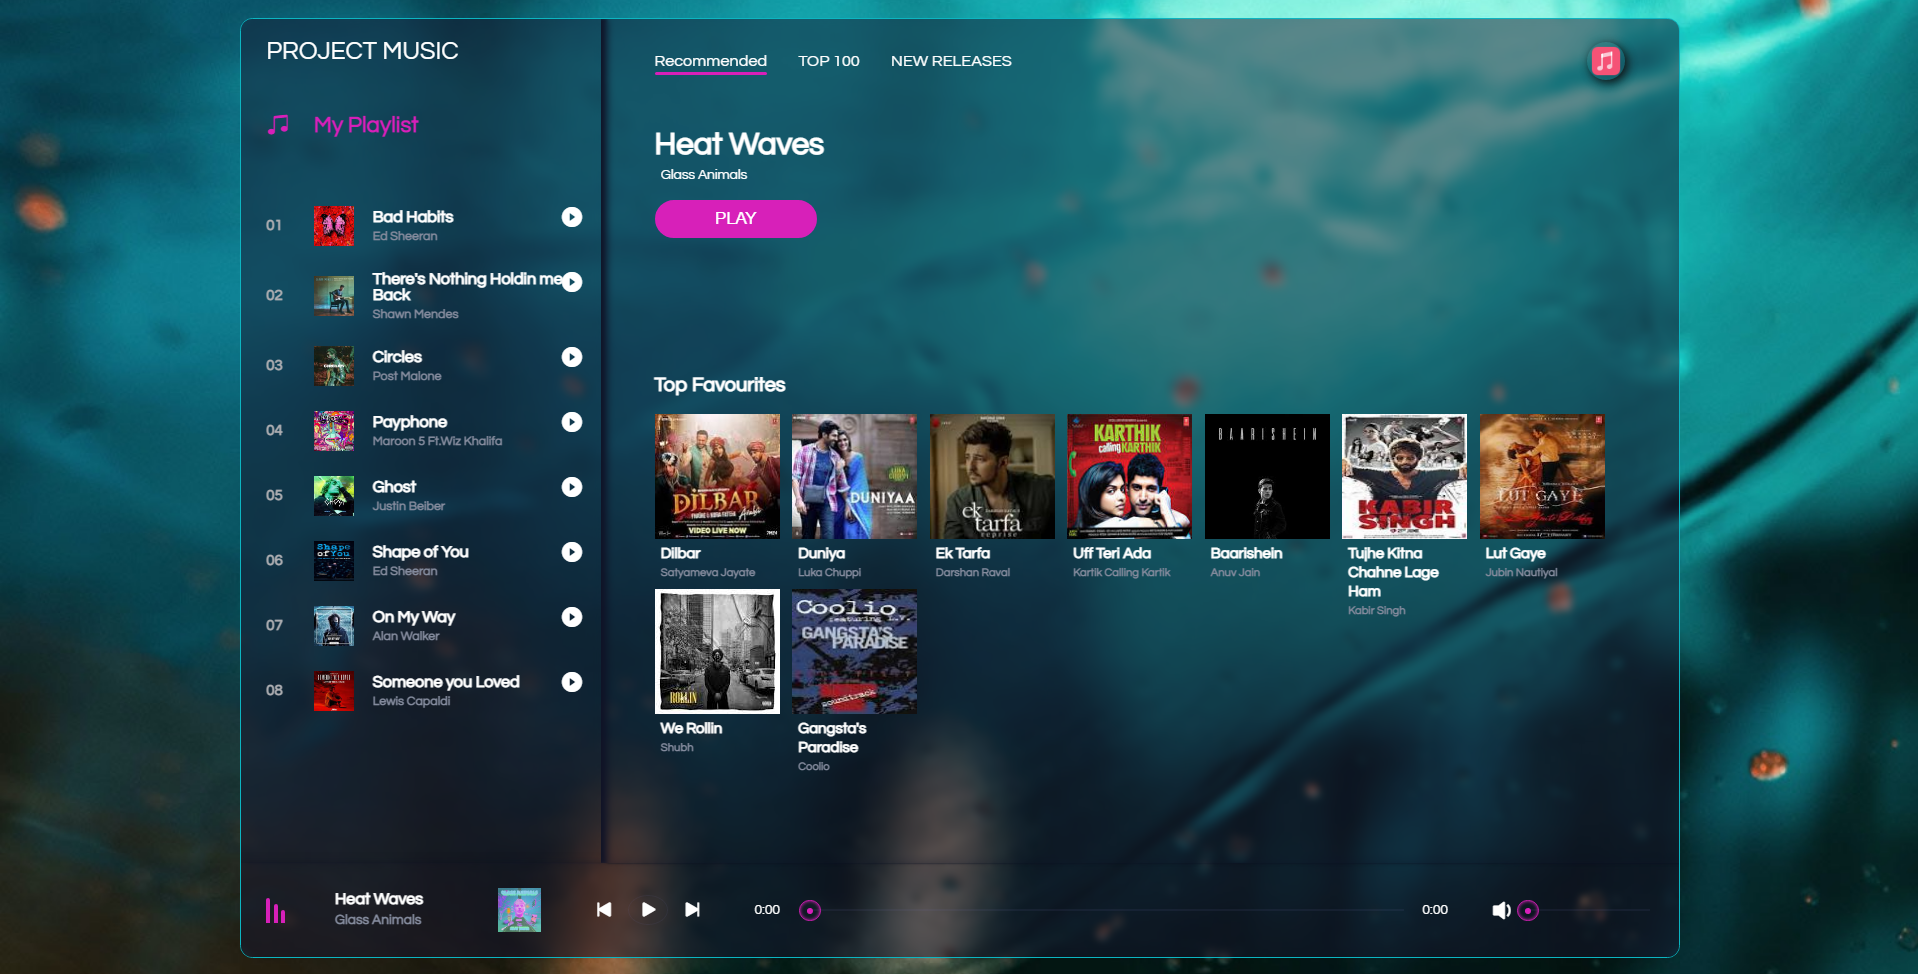 PROJECT MUSIC
My Playlist
01
Bad Habits
Ed Sheeran
02
There's Nothing Holdin me
Back
Shawn Mendes
03
Circles
Post Malone
04
Payphone
Maroon 5 Ft.Wiz Khalifa
05
Ghost
Justin Beiber
06
Shape of You
Shape of You
Ed Sheeran
07
On My Way
Alan Walker
08
Someone you Loved
Lewis Capaldi
Recommended TOP 100 NEW RELEASES
Heat Waves
Glass Animals
PLAY
Top Favourites
DILBAR
VIDEO LIVE NOW
Dilbar
Satyameva Jayate
DUNIYAA
Duniya
Luka Chuppi
ek
tarfa
reprise
Ek Tarfa
Darshan Raval
KARTHIK
calling KARTHIK
Uff Teri Ada
Kartik Calling Kartik
BAARISHEIN
Baarishein
Anuv Jain
KABIR
SINGH
Tujhe Kitna
Chahne Lage
Ham
Kabir Singh
LUT GAYE
Lut Gaye
Jubin Nautiyal
ROLLIN
We Rollin
Shubh
Coolio
featuring L.V.
GANGSTA'S
PARADISE
soundtrack
Gangsta's
Paradise
Coolio
Heat Waves
Glass Animals
0:00
0:00